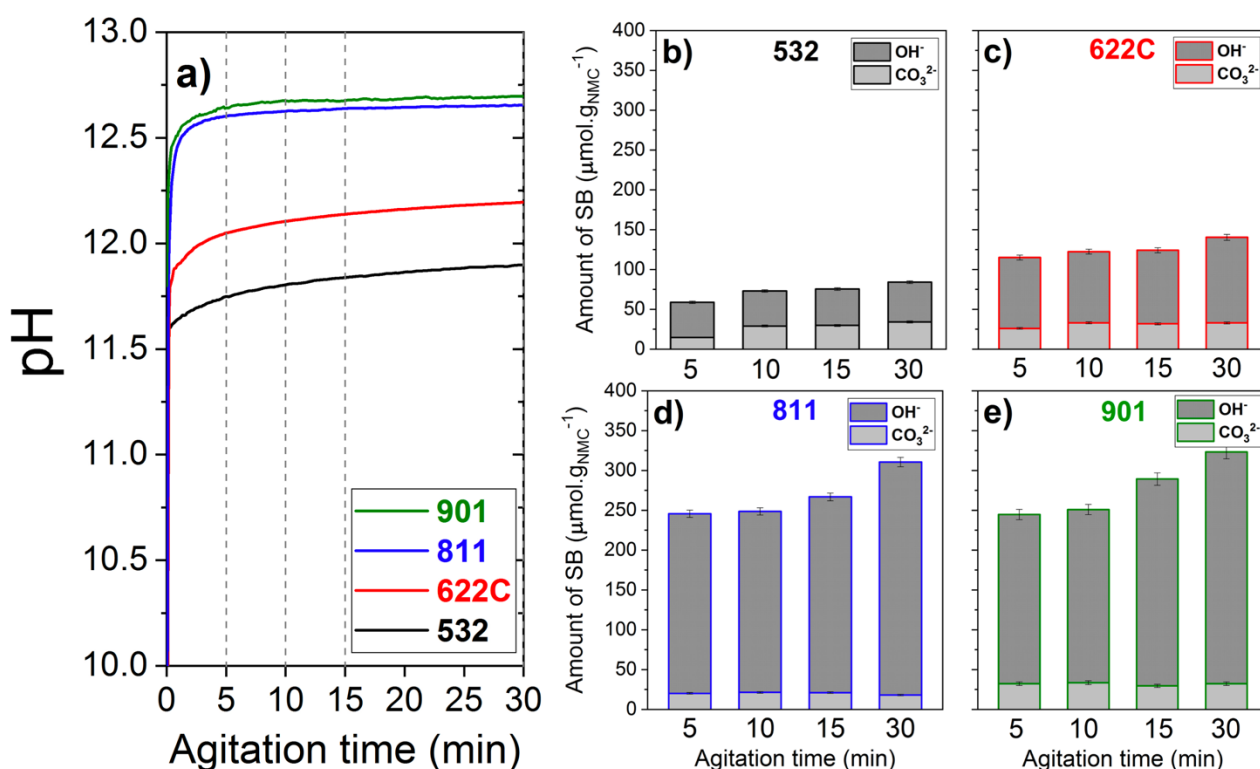 a)
pH
13.0
12.5
12.0
11.5
11.0
10.5
10.0
901
811
622C
532
0 5 10 15 20 25 30
Agitation time (min)
b) 532
OH⁻
CO₃²⁻
Amount of SB (μmol.g_NMC⁻¹)
400
350
300
250
200
150
100
50
0
5 10 15 30
c) 622C
OH⁻
CO₃²⁻
5 10 15 30
d) 811
OH⁻
CO₃²⁻
Amount of SB (μmol.g_NMC⁻¹)
400
350
300
250
200
150
100
50
0
5 10 15 30
Agitation time (min)
e) 901
OH⁻
CO₃²⁻
5 10 15 30
Agitation time (min)